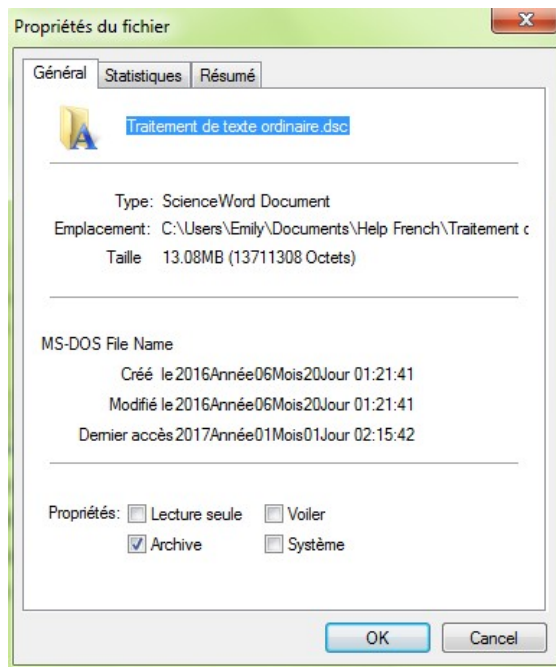 Propriétés du fichier
Général Statistiques Résumé
Traitement de texte ordinaire.dsc
Type: ScienceWord Document
Emplacement: C:\Users\Emily\Documents\Help French\Traitement c
Taille 13.08MB (13711308 Octets)
MS-DOS File Name
Créé le 2016Année06Mois20Jour 01:21:41
Modifié le 2016Année06Mois20Jour 01:21:41
Dernier accès 2017Année01Mois01Jour 02:15:42
Propriétés: Lecture seule Voiler
Archive Système
OK Cancel